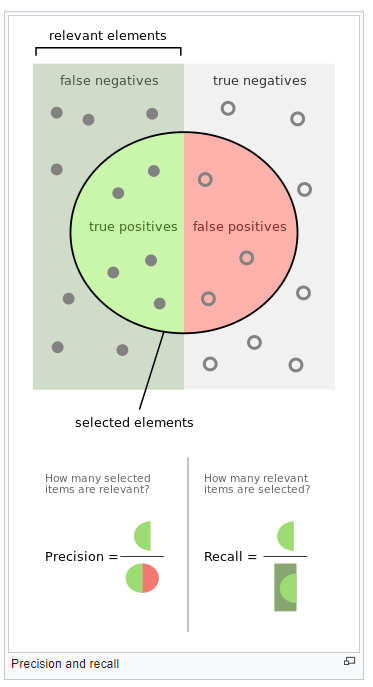 relevant elements
false negatives
true negatives
true positives
false positives
selected elements
How many selected
items are relevant?
Precision =
How many relevant
items are selected?
Recall =
Precision and recall